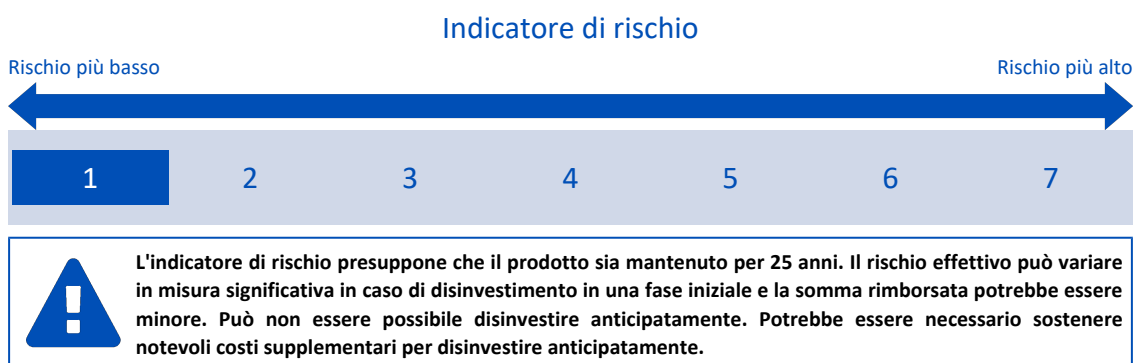 Indicatore di rischio
Rischio più basso Rischio più alto
1 2 3 4 5 6 7
L'indicatore di rischio presuppone che il prodotto sia mantenuto per 25 anni. Il rischio effettivo può variare
in misura significativa in caso di disinvestimento in una fase iniziale e la somma rimborsata potrebbe essere
minore. Può non essere possibile disinvestire anticipatamente. Potrebbe essere necessario sostenere
notevoli costi supplementari per disinvestire anticipatamente.